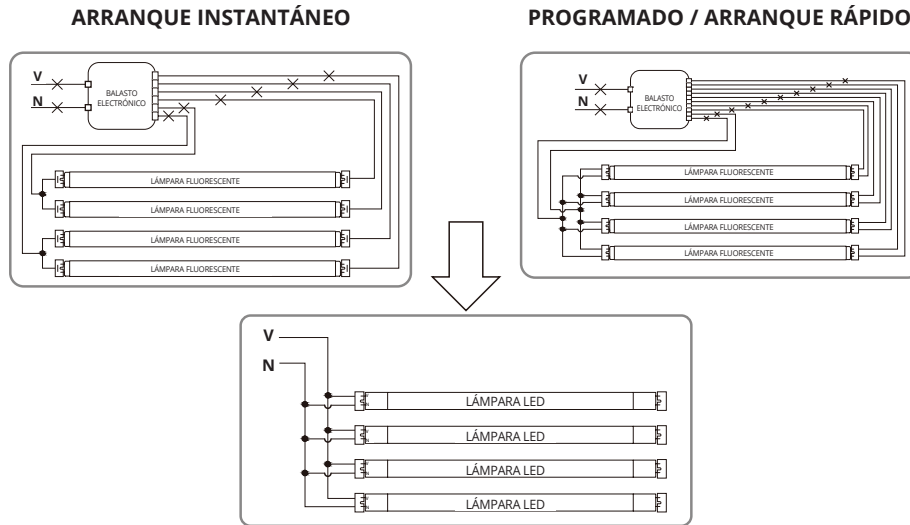 ARRANQUE INSTANTÁNEO
V
N
BALASTO
ELECTRÓNICO
LÁMPARA FLUORESCENTE
LÁMPARA FLUORESCENTE
LÁMPARA FLUORESCENTE
LÁMPARA FLUORESCENTE
PROGRAMADO / ARRANQUE RÁPIDO
V
N
BALASTO
ELECTRÓNICO
LÁMPARA FLUORESCENTE
LÁMPARA FLUORESCENTE
LÁMPARA FLUORESCENTE
LÁMPARA FLUORESCENTE
V
N
LÁMPARA LED
LÁMPARA LED
LÁMPARA LED
LÁMPARA LED